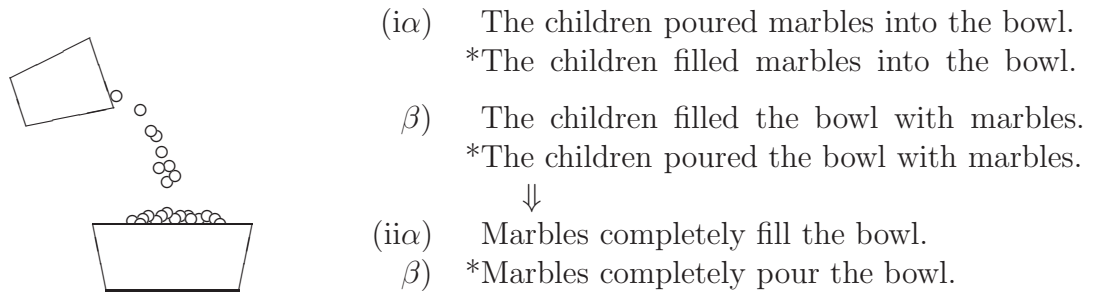 (iα) The children poured marbles into the bowl.
*The children filled marbles into the bowl.
β) The children filled the bowl with marbles.
*The children poured the bowl with marbles.
⇓
(iiα) Marbles completely fill the bowl.
β) *Marbles completely pour the bowl.